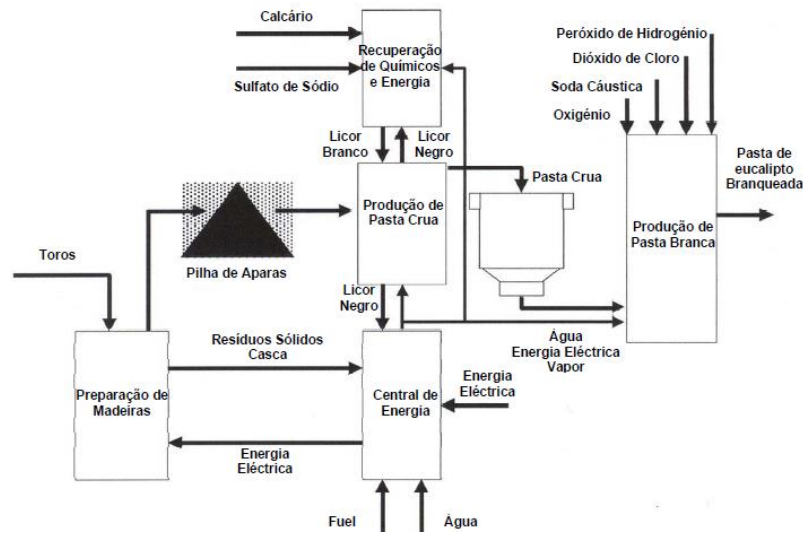 Calcário
Sulfato de Sódio
Recuperação
de Químicos
e Energia
Peróxido de Hidrogénio
Dióxido de Cloro
Soda Cáustica
Oxigénio
Licor
Branco
Licor
Negro
Pasta Crua
Pasta de
eucalipto
Branqueada
Produção de
Pasta Crua
Produção de
Pasta Branca
Toros
Pilha de Aparas
Licor
Negro
Resíduos Sólidos
Casca
Água
Energia Eléctrica
Vapor
Preparação de
Madeiras
Central de
Energia
Energia
Eléctrica
Energia
Eléctrica
Fuel
Água